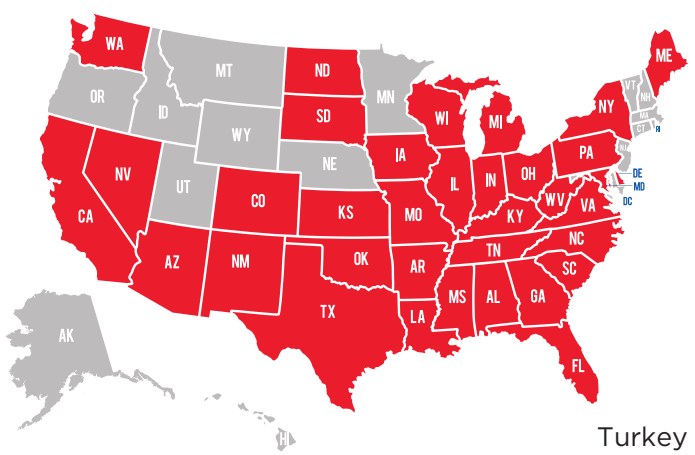 WA
MT
ND
MN
ME
VT
NH
OR
ID
SD
WI
MI
NY
MA
CT
RI
WY
IA
PA
NJ
NE
NV
UT
CO
IL
IN
OH
DE
MD
DC
CA
KS
MO
KY
WV
VA
AZ
NM
OK
AR
TN
NC
SC
TX
LA
MS
AL
GA
AK
FL
HI
Turkey